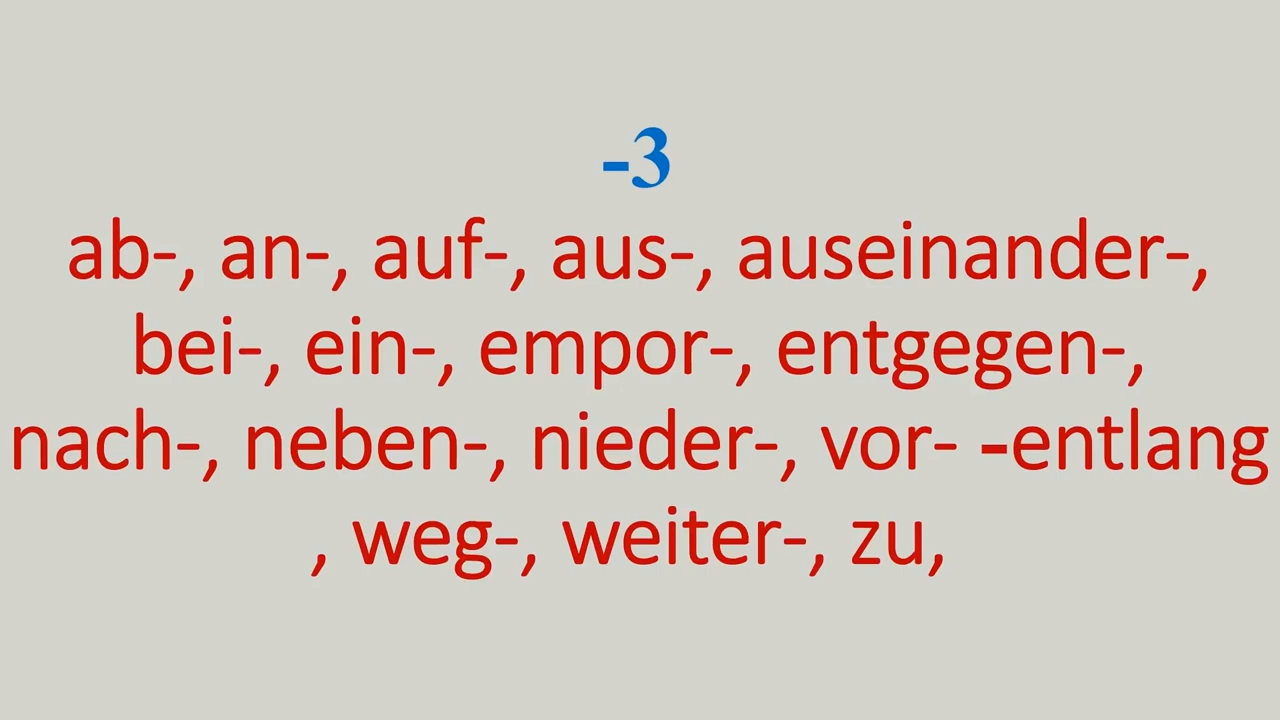 -3
ab-, an-, auf-, aus-, auseinander-,
bei-, ein-, empor-, entgegen-,
nach-, neben-, nieder-, vor- -entlang
, weg-, weiter-, zu,